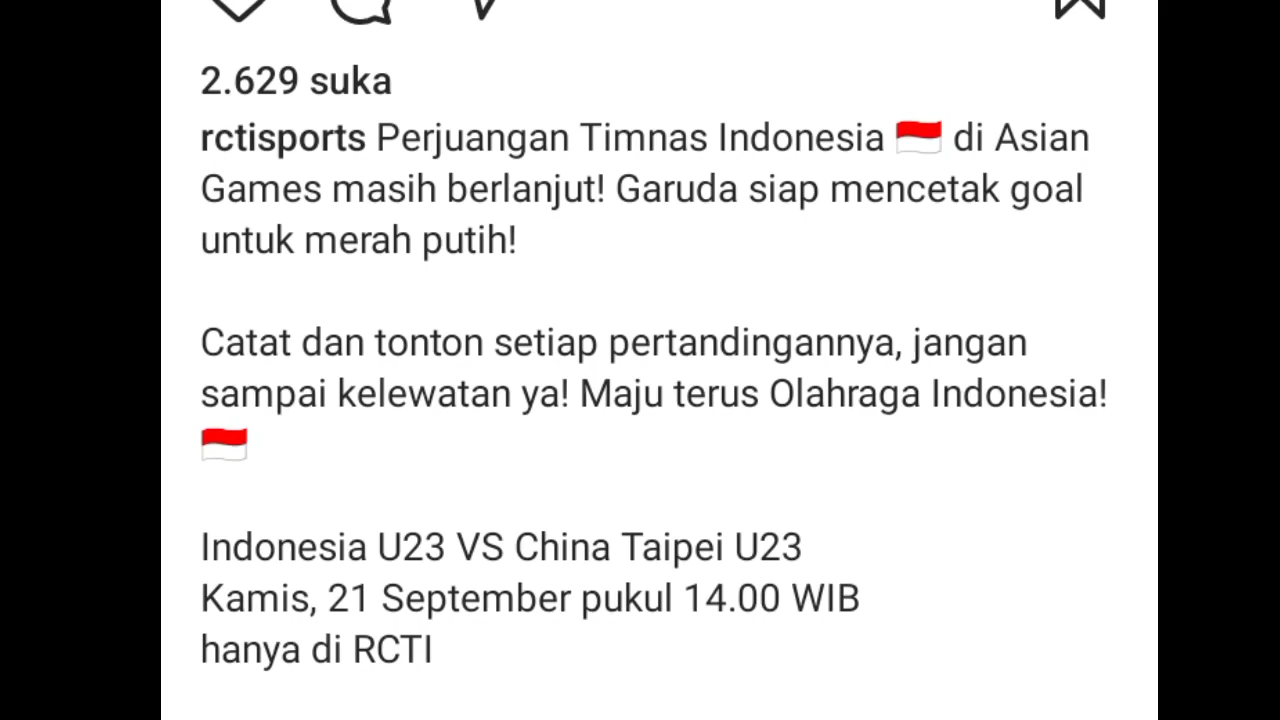 2.629 suka
rctisports Perjuangan Timnas Indonesia 🇮🇩 di Asian
Games masih berlanjut! Garuda siap mencetak goal
untuk merah putih!
Catat dan tonton setiap pertandingannya, jangan
sampai kelewatan ya! Maju terus Olahraga Indonesia!
🇮🇩
Indonesia U23 VS China Taipei U23
Kamis, 21 September pukul 14.00 WIB
hanya di RCTI